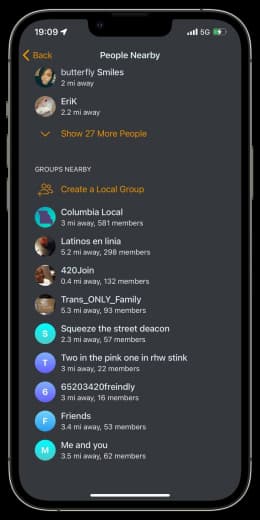 19:09
5G
Back
People Nearby
butterfly Smiles
2 mi away
EriK
2.2 mi away
Show 27 More People
GROUPS NEARBY
Create a Local Group
Columbia Local
3 mi away, 581 members
Latinos en linia
5.2 mi away, 298 members
420Join
0.4 mi away, 132 members
Trans_ONLY_Family
5.3 mi away, 93 members
S
Squeeze the street deacon
2.3 mi away, 57 members
T
Two in the pink one in rhw stink
3 mi away, 22 members
6
65203420freindly
3 mi away, 16 members
F
Friends
3.4 mi away, 53 members
M
Me and you
3.5 mi away, 62 members